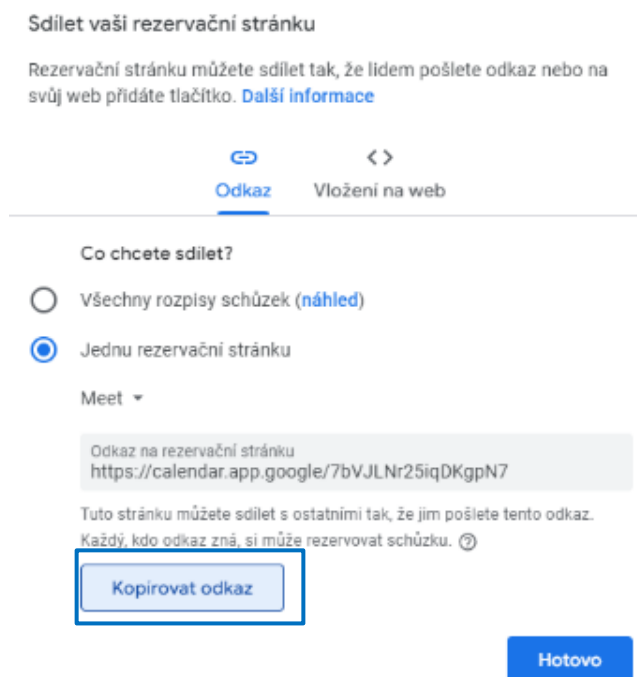 Sdílet vaši rezervační stránku
Rezervační stránku můžete sdílet tak, že lidem pošlete odkaz nebo na
svůj web přidáte tlačítko. Další informace
Odkaz
Vložení na web
Co chcete sdílet?
Všechny rozpisy schůzek (náhled)
Jednu rezervační stránku
Meet
Odkaz na rezervační stránku
https://calendar.app.google/7bVJLNr25iqDKgpN7
Tuto stránku můžete sdílet s ostatními tak, že jim pošlete tento odkaz.
Každý, kdo odkaz zná, si může rezervovat schůzku.
Kopírovat odkaz
Hotovo